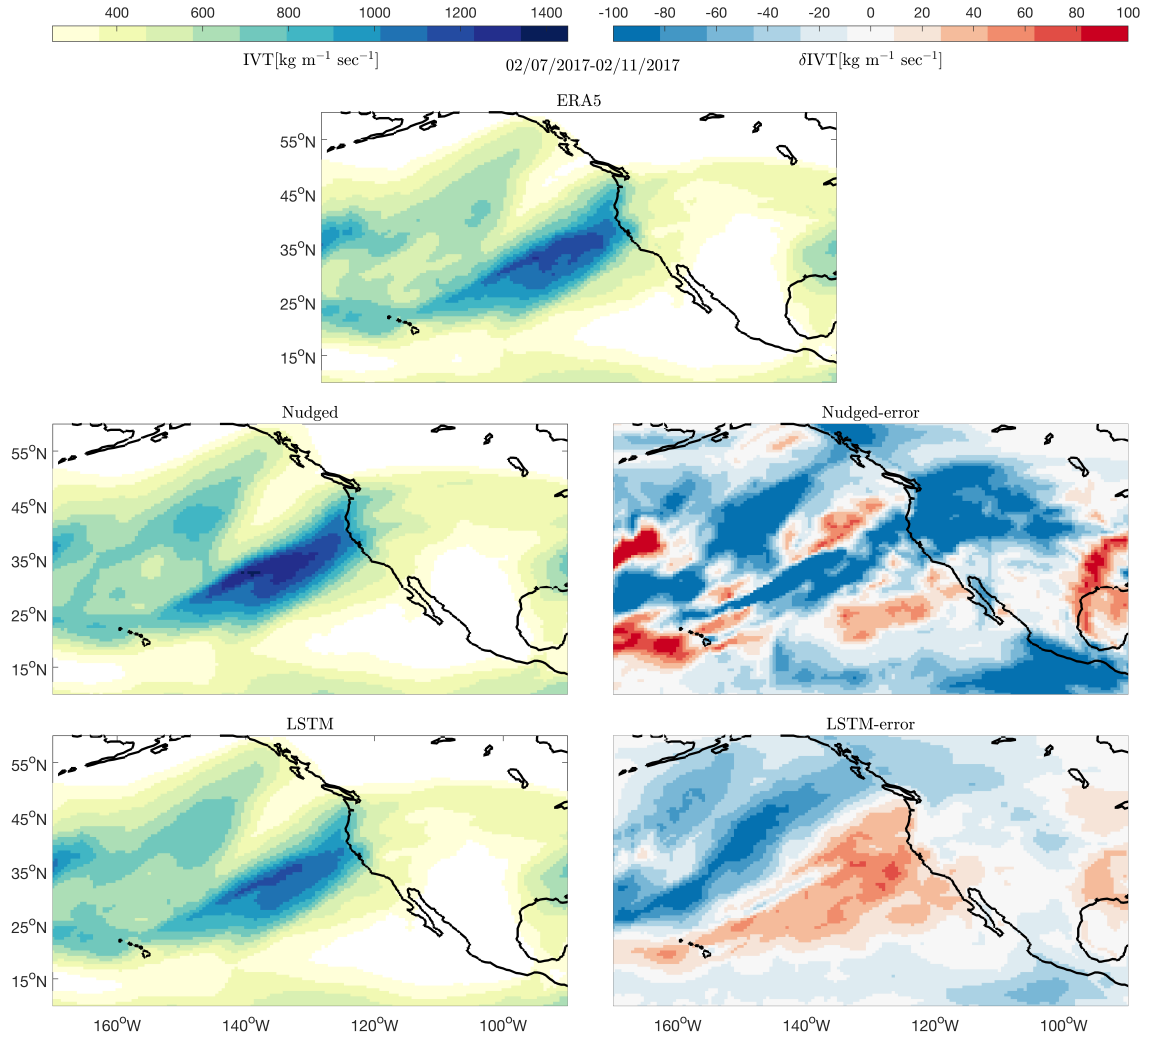 400 600 800 1000 1200 1400
-100 -80 -60 -40 -20 0 20 40 60 80 100
IVT[kg m⁻¹ sec⁻¹]
02/07/2017-02/11/2017
δIVT[kg m⁻¹ sec⁻¹]
ERA5
55°N
45°N
35°N
25°N
15°N
Nudged
Nudged-error
55°N
45°N
35°N
25°N
15°N
LSTM
LSTM-error
55°N
45°N
35°N
25°N
15°N
160°W 140°W 120°W 100°W
160°W 140°W 120°W 100°W